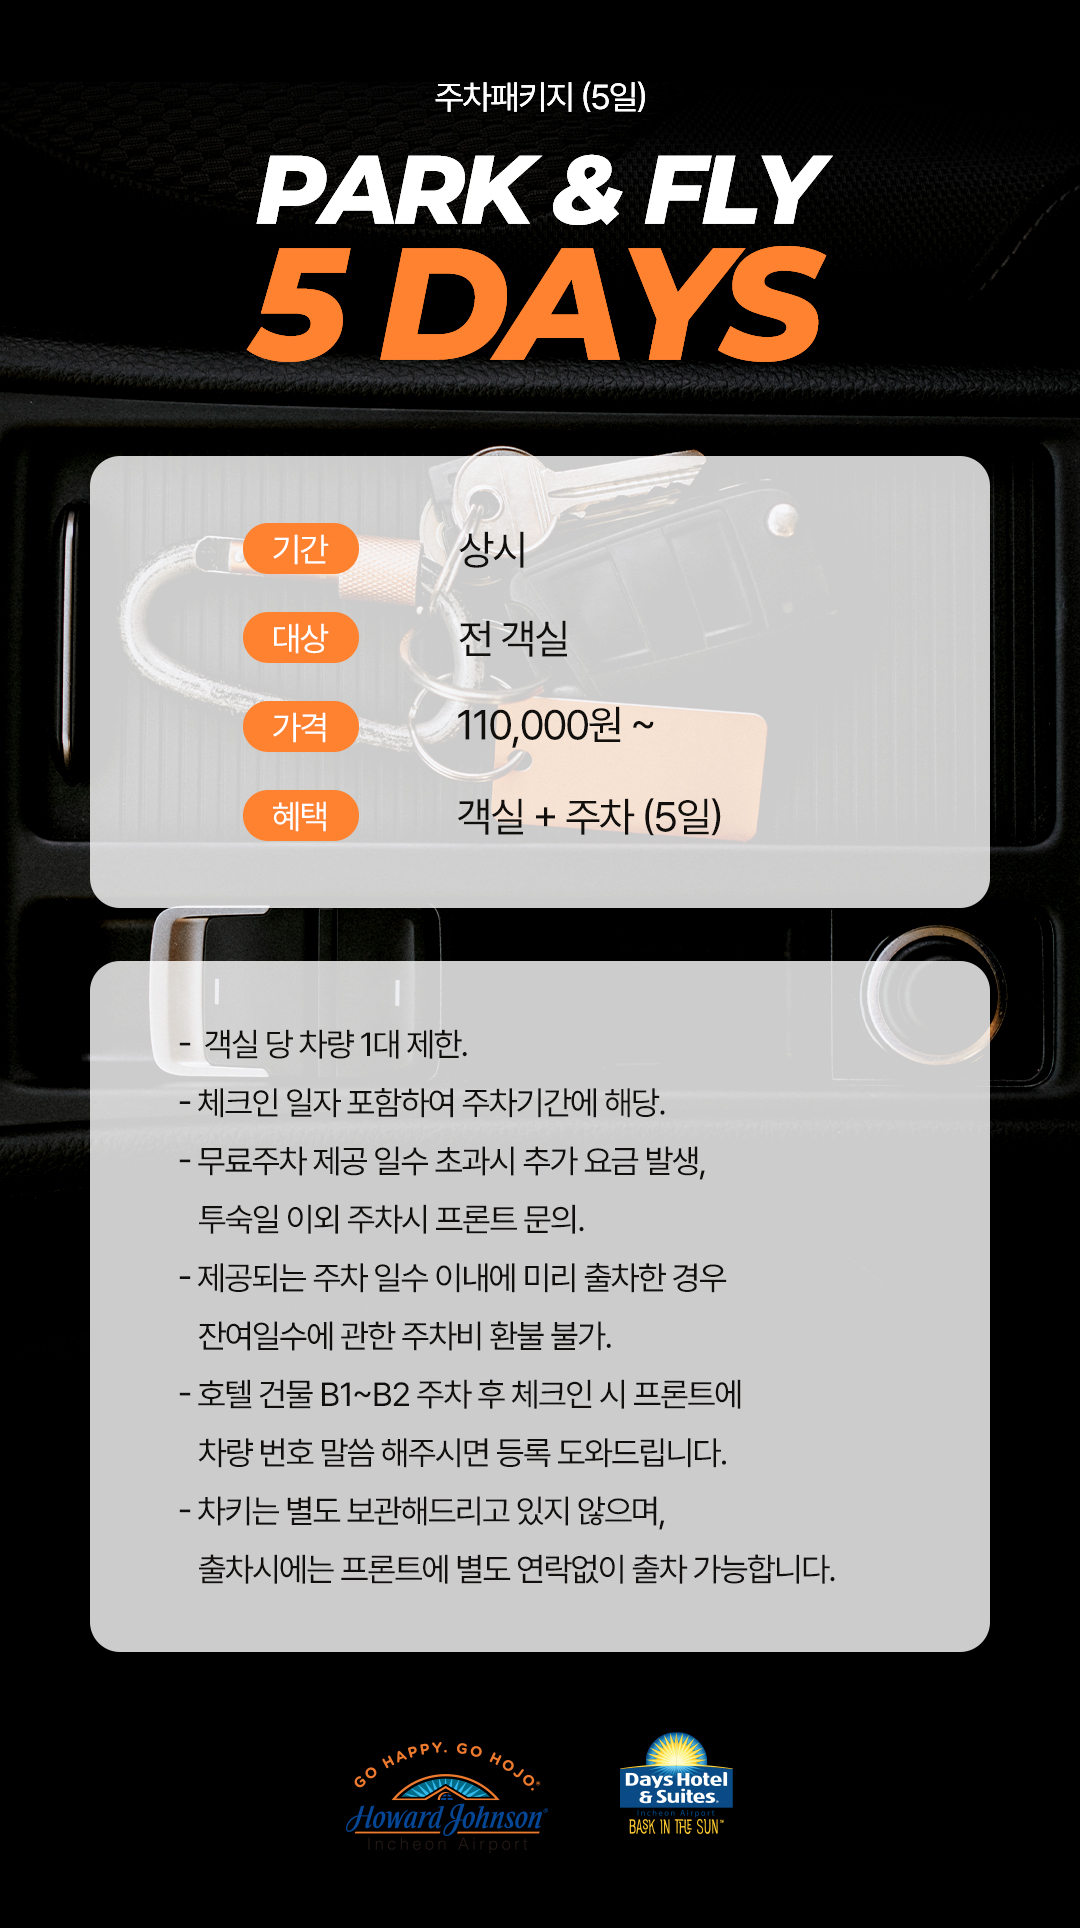 주차패키지 (5일)
PARK & FLY
5 DAYS
기간 상시
대상 전 객실
가격 110,000원 ~
혜택 객실 + 주차 (5일)
- 객실 당 차량 1대 제한.
- 체크인 일자 포함하여 주차기간에 해당.
- 무료주차 제공 일수 초과시 추가 요금 발생,
투숙일 이외 주차시 프론트 문의.
- 제공되는 주차 일수 이내에 미리 출차한 경우
잔여일수에 관한 주차비 환불 불가.
- 호텔 건물 B1~B2 주차 후 체크인 시 프론트에
차량 번호 말씀 해주시면 등록 도와드립니다.
- 차키는 별도 보관해드리고 있지 않으며,
출차시에는 프론트에 별도 연락없이 출차 가능합니다.
GO HAPPY. GO HOJO.®
Howard Johnson®
Incheon Airport
Days Hotel
& Suites.
Incheon Airport
BASK IN THE SUN™